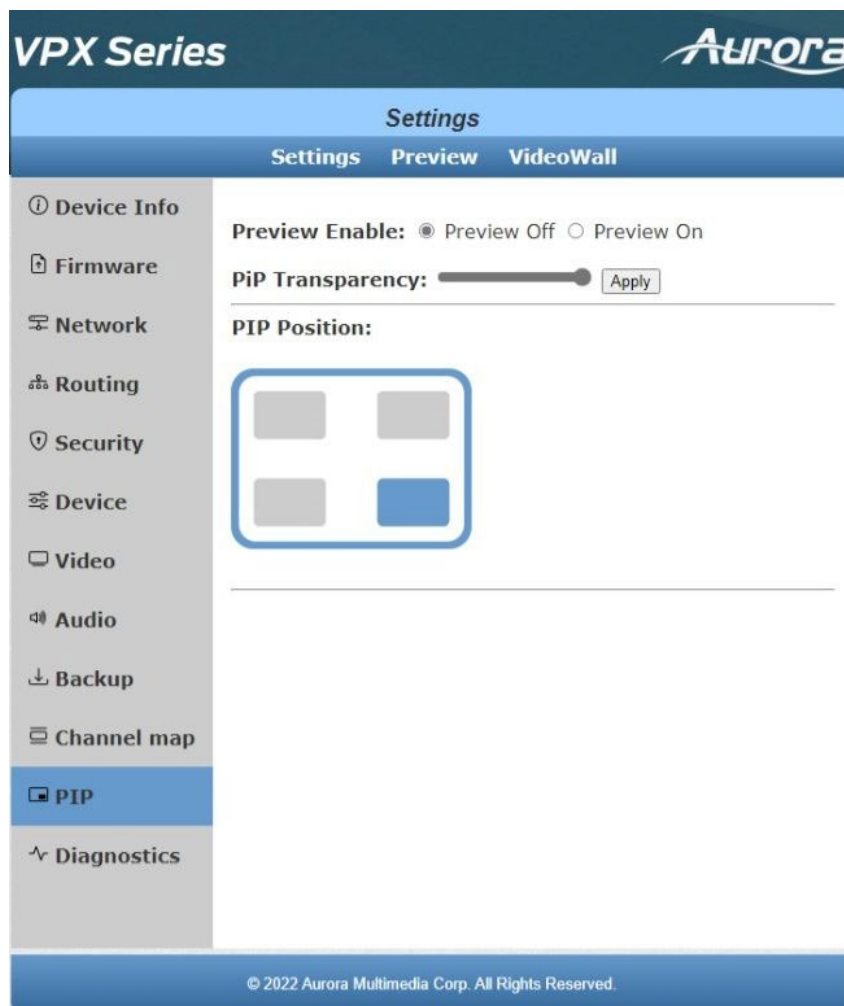 VPX Series
Aurora
Settings
Settings Preview VideoWall
Device Info
Firmware
Network
Routing
Security
Device
Video
Audio
Backup
Channel map
PIP
Diagnostics
Preview Enable: Preview Off Preview On
PiP Transparency: Apply
PIP Position:
© 2022 Aurora Multimedia Corp. All Rights Reserved.